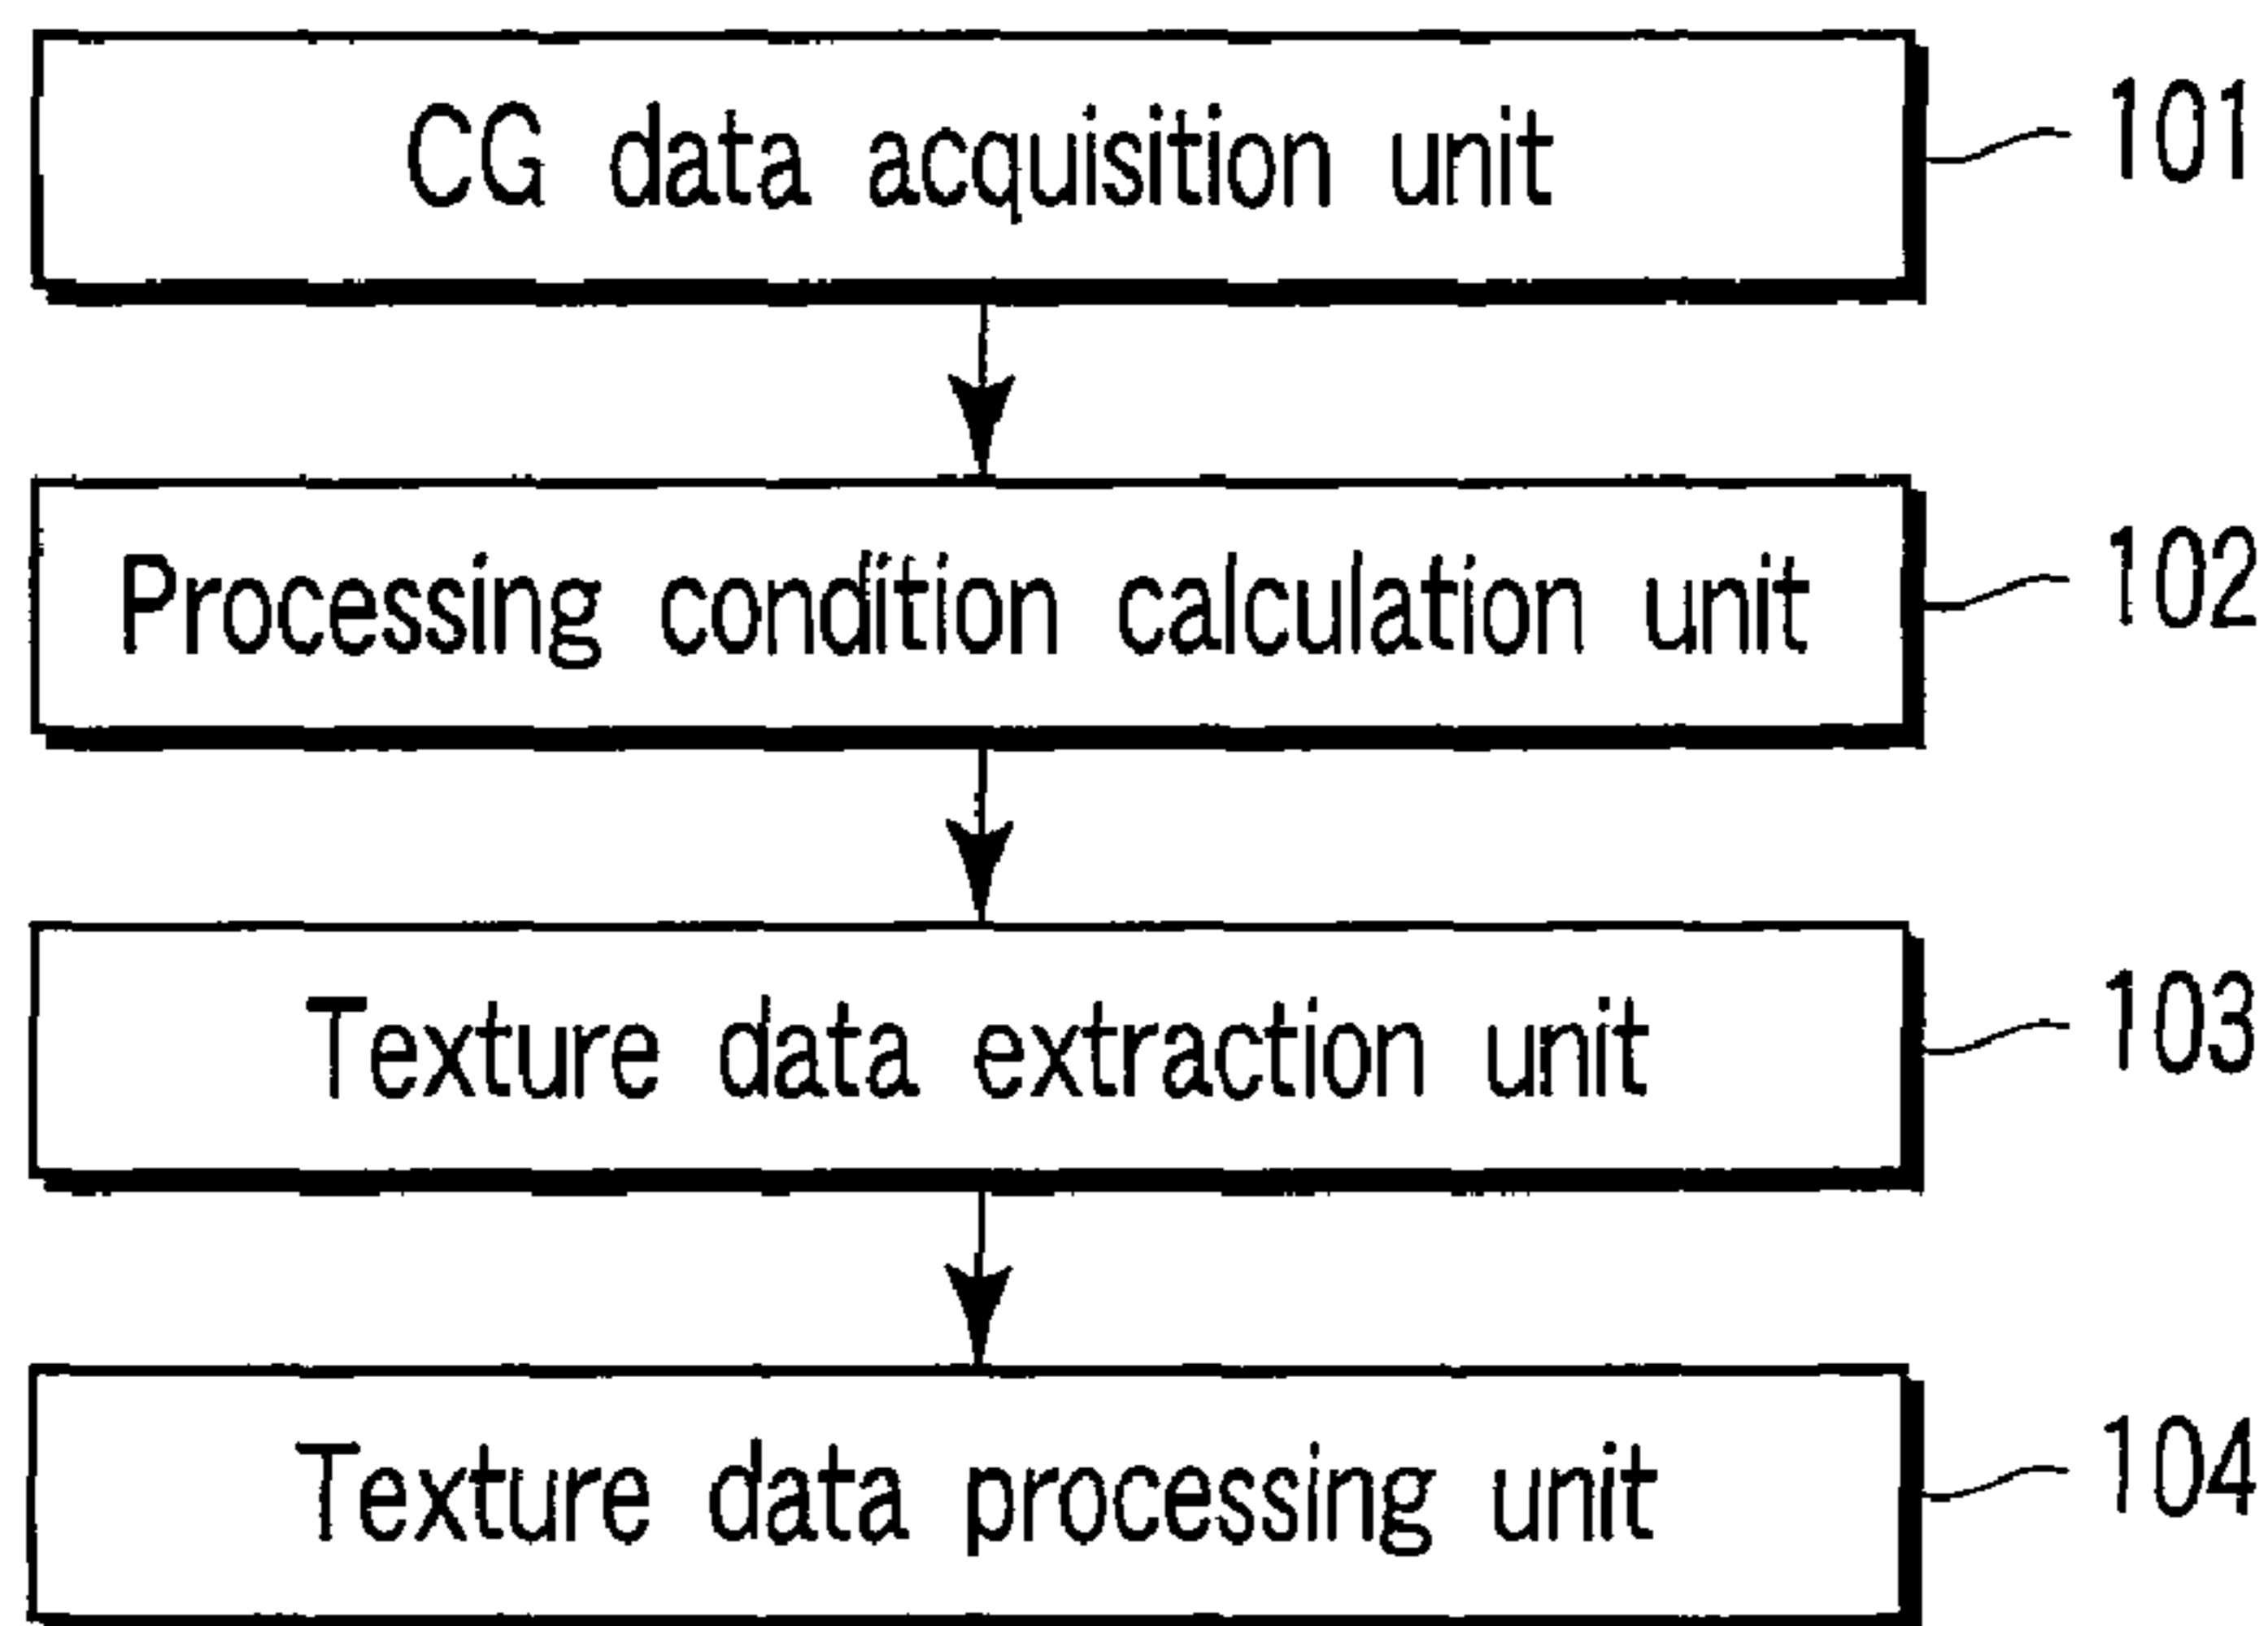 CG data acquisition unit 101
Processing condition calculation unit 102
Texture data extraction unit 103
Texture data processing unit 104